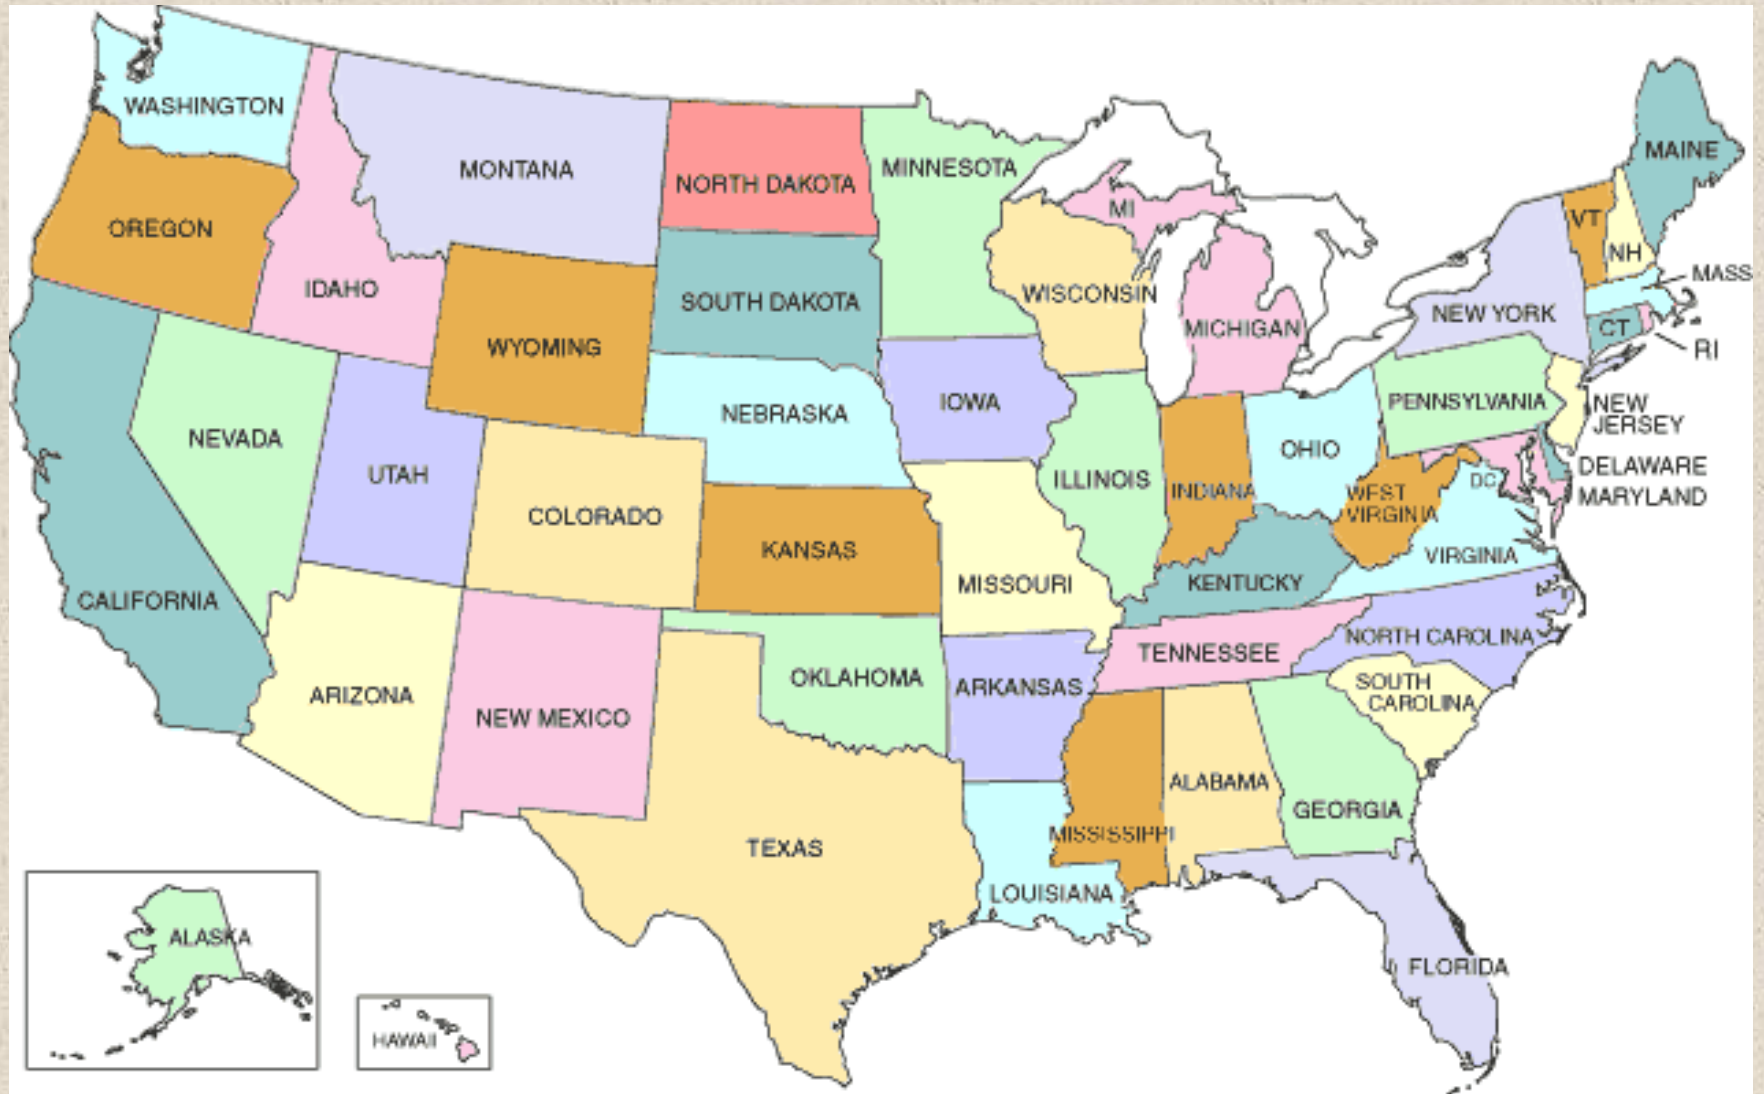 WASHINGTON
MONTANA
NORTH DAKOTA
MINNESOTA
MAINE
OREGON
IDAHO
MI
VT
NH
MASS
WYOMING
SOUTH DAKOTA
WISCONSIN
MICHIGAN
NEW YORK
CT
RI
NEVADA
UTAH
NEBRASKA
IOWA
PENNSYLVANIA
NEW
JERSEY
COLORADO
ILLINOIS
INDIANA
OHIO
WEST
VIRGINIA
DC
DELAWARE
MARYLAND
CALIFORNIA
KANSAS
MISSOURI
KENTUCKY
VIRGINIA
ARIZONA
NEW MEXICO
OKLAHOMA
ARKANSAS
TENNESSEE
NORTH CAROLINA
SOUTH
CAROLINA
TEXAS
MISSISSIPPI
ALABAMA
GEORGIA
LOUISIANA
FLORIDA
ALASKA
HAWAII